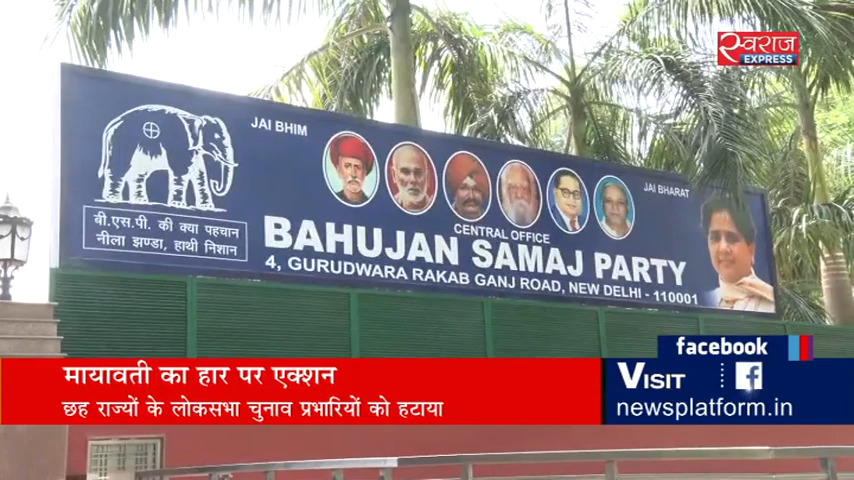 स्वराज
EXPRESS
JAI BHIM
JAI BHARAT
बी.एस.पी. की क्या पहचान
नीला झण्डा, हाथी निशान
CENTRAL OFFICE
BAHUJAN SAMAJ PARTY
4, GURUDWARA RAKAB GANJ ROAD, NEW DELHI - 110001
facebook
मायावती का हार पर एक्शन
छह राज्यों के लोकसभा चुनाव प्रभारियों को हटाया
VISIT
f
newsplatform.in